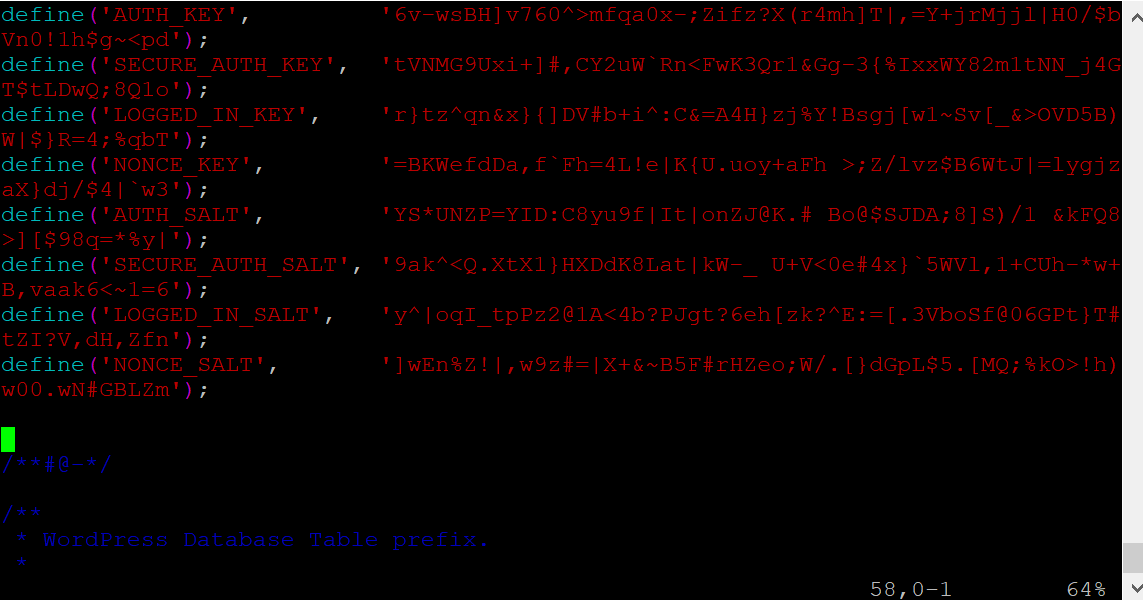 define('AUTH_KEY',         '6v-wsBH]v760^>mfqa0x-;Zifz?X(r4mh]T|,=Y+jrMjjl|H0/$b
Vn0!1h$g~<pd');
define('SECURE_AUTH_KEY',  'tVNMG9Uxi+]#,CY2uW`Rn<FwK3Qr1&Gg-3{%IxxWY82m1tNN_j4G
T$tLDwQ;8Q1o');
define('LOGGED_IN_KEY',    'r}tz^qn&x}{]DV#b+i^:C&=A4H}zj%Y!Bsgj[w1~Sv[_&>OVD5B)
W|$}R=4;%qbT');
define('NONCE_KEY',        '=BKWefdDa,f`Fh=4L!e|K{U.uoy+aFh >;Z/lvz$B6WtJ|=lygjz
aX}dj/$4|`w3');
define('AUTH_SALT',        'YS*UNZP=YID:C8yu9f|It|onZJ@K.# Bo@$SJDA;8]S)/1 &kFQ8
>][$98q=*%y|');
define('SECURE_AUTH_SALT', '9ak^<Q.XtX1}HXDdK8Lat|kW-_ U+V<0e#4x}`5WVl,1+CUh-*w+
B,vaak6<~1=6');
define('LOGGED_IN_SALT',   'y^|oqI_tpPz2@1A<4b?PJgt?6eh[zk?^E:=[.3VboSf@06GPt}T#
tZI?V,dH,Zfn');
define('NONCE_SALT',       ']wEn%Z!|,w9z#=|X+&~B5F#rHZeo;W/.[}dGpL$5.[MQ;%kO>!h)
w00.wN#GBLZm');
/**#@-*/
/**
 * WordPress Database Table prefix.
 *
58,0-1 64%